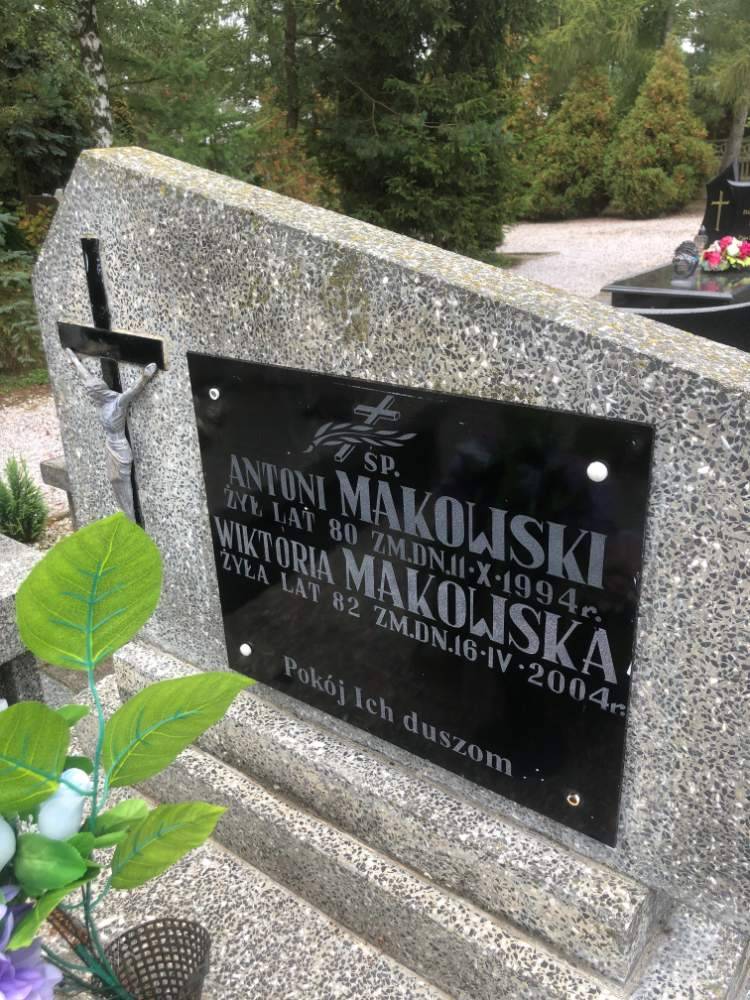 ŚP.
ANTONI MAKOWSKI
ŻYŁ LAT 80 ZM.DN.11·X·1994r.
WIKTORIA MAKOWSKA
ŻYŁA LAT 82 ZM.DN.16·IV·2004r.
Pokój Ich duszom